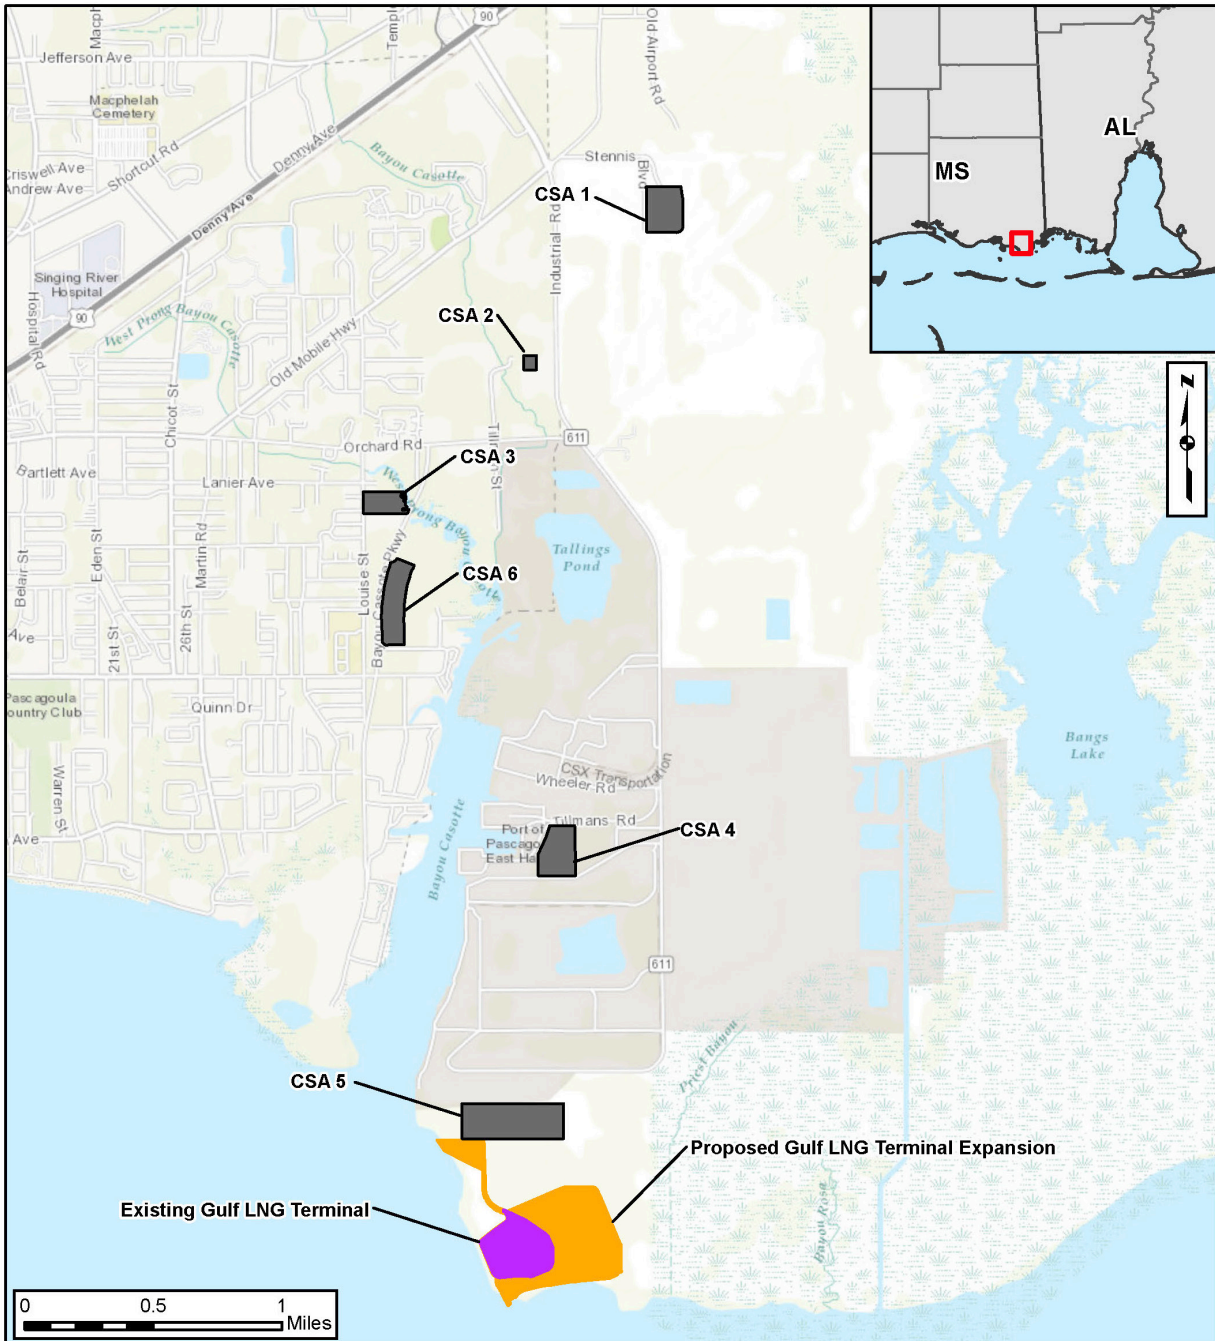 90
Macph
Templ
Old Airport Rd
Jefferson Ave
Macphelah
Cemetery
Shortcut Rd
Denny Ave
Bayou Casotte
Stennis
Blvd
CSA 1
AL
MS
Criswell Ave
Andrew Ave
Denny Ave
Industrial Rd
Singing River
Hospital
Hospital Rd
90
West Prong Bayou Casotte
CSA 2
Old Mobile Hwy
Chicot St
N
611
Orchard Rd
CSA 3
Bartlett Ave
Lanier Ave
West Prong Bayou Casotte
Eden St
Martin Rd
Belair St
Louise St
Bayou Casotte Pkwy
CSA 6
Tallings
Pond
Ave
21st St
26th St
Pascagoula
ountry Club
Quinn Dr
Bangs
Lake
Warren St
CSX Transportation
Wheeler Rd
Tillmans Rd
Port of
Pascago
East Ha
CSA 4
Ave
Bayou Casotte
611
Priest Bayou
CSA 5
Proposed Gulf LNG Terminal Expansion
Existing Gulf LNG Terminal
Bayou Rosa
0 0.5 1
Miles